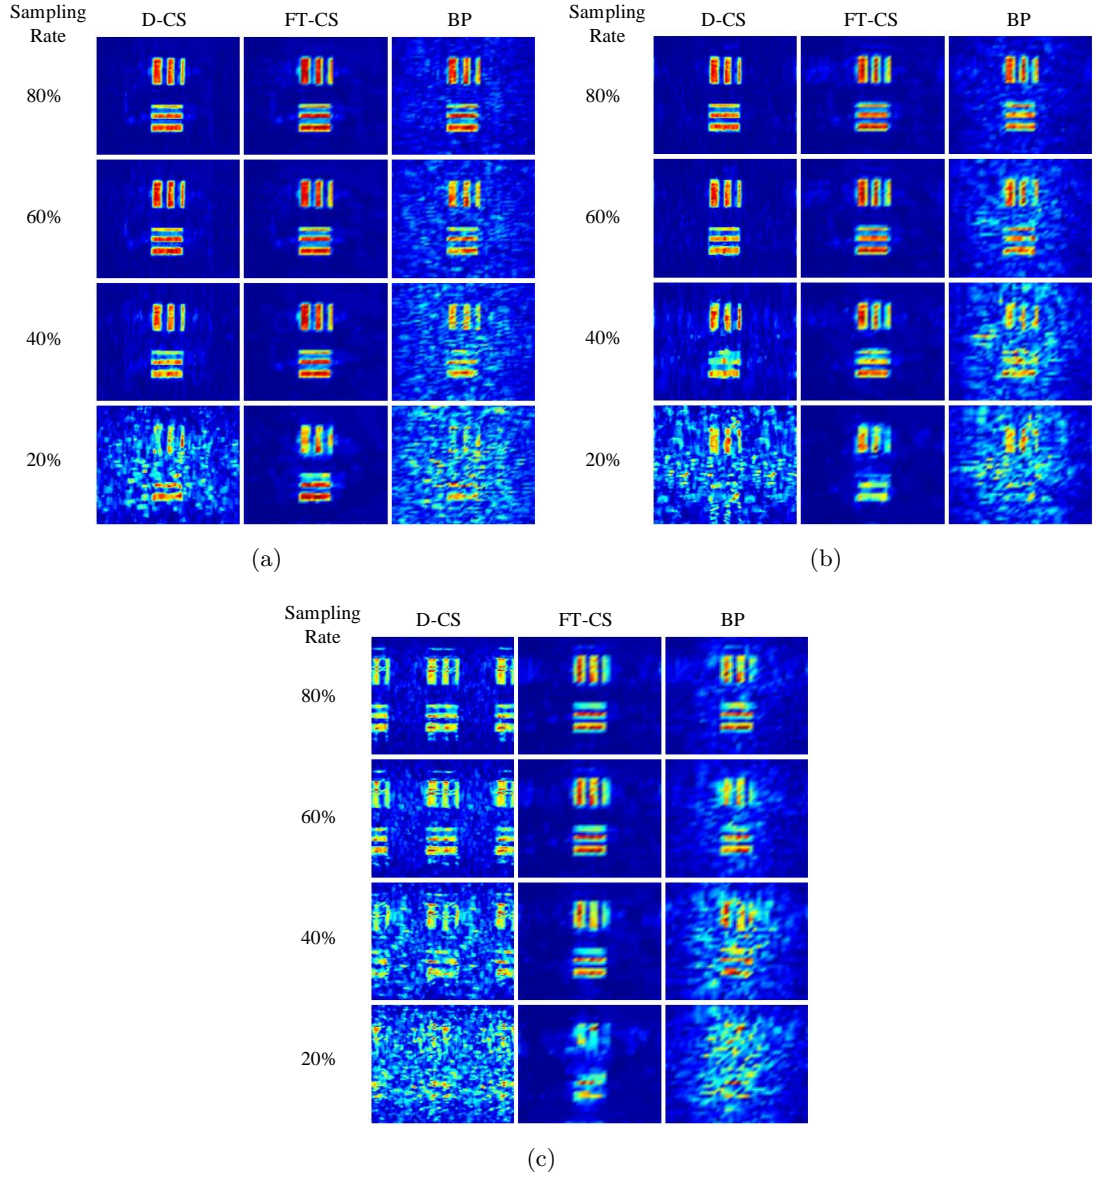 Sampling Rate D-CS FT-CS BP
80%
60%
40%
20%
(a)
Sampling Rate D-CS FT-CS BP
80%
60%
40%
20%
(b)
Sampling Rate D-CS FT-CS BP
80%
60%
40%
20%
(c)